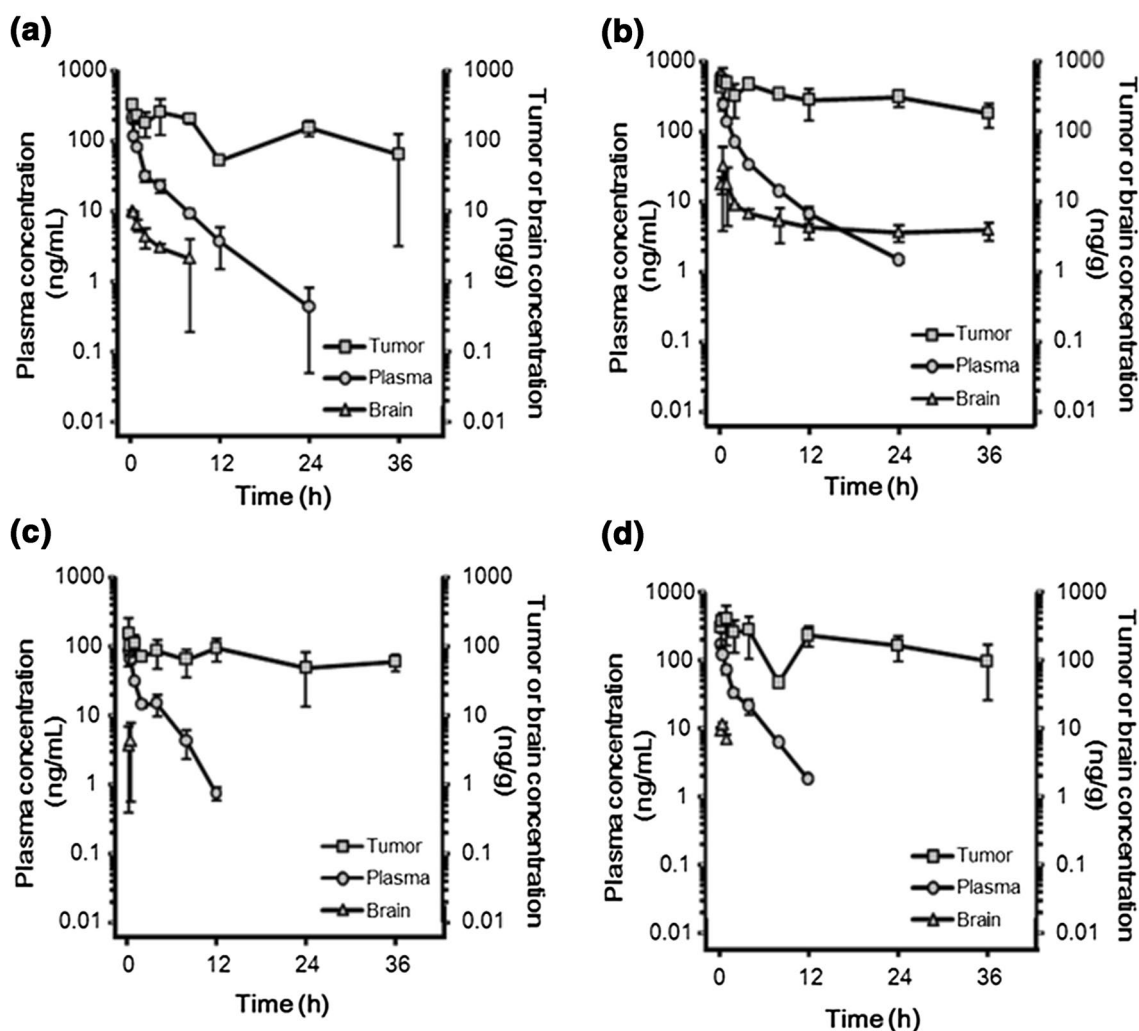 (a)
1000
100
10
1
0.1
0.01
Plasma concentration
(ng/mL)
1000
100
10
1
0.1
0.01
Tumor or brain concentration
(ng/g)
Tumor
Plasma
Brain
0 12 24 36
Time (h)
(b)
1000
100
10
1
0.1
0.01
Plasma concentration
(ng/mL)
1000
100
10
1
0.1
0.01
Tumor or brain concentration
(ng/g)
Tumor
Plasma
Brain
0 12 24 36
Time (h)
(c)
1000
100
10
1
0.1
0.01
Plasma concentration
(ng/mL)
1000
100
10
1
0.1
0.01
Tumor or brain concentration
(ng/g)
Tumor
Plasma
Brain
0 12 24 36
Time (h)
(d)
1000
100
10
1
0.1
0.01
Plasma concentration
(ng/mL)
1000
100
10
1
0.1
0.01
Tumor or brain concentration
(ng/g)
Tumor
Plasma
Brain
0 12 24 36
Time (h)